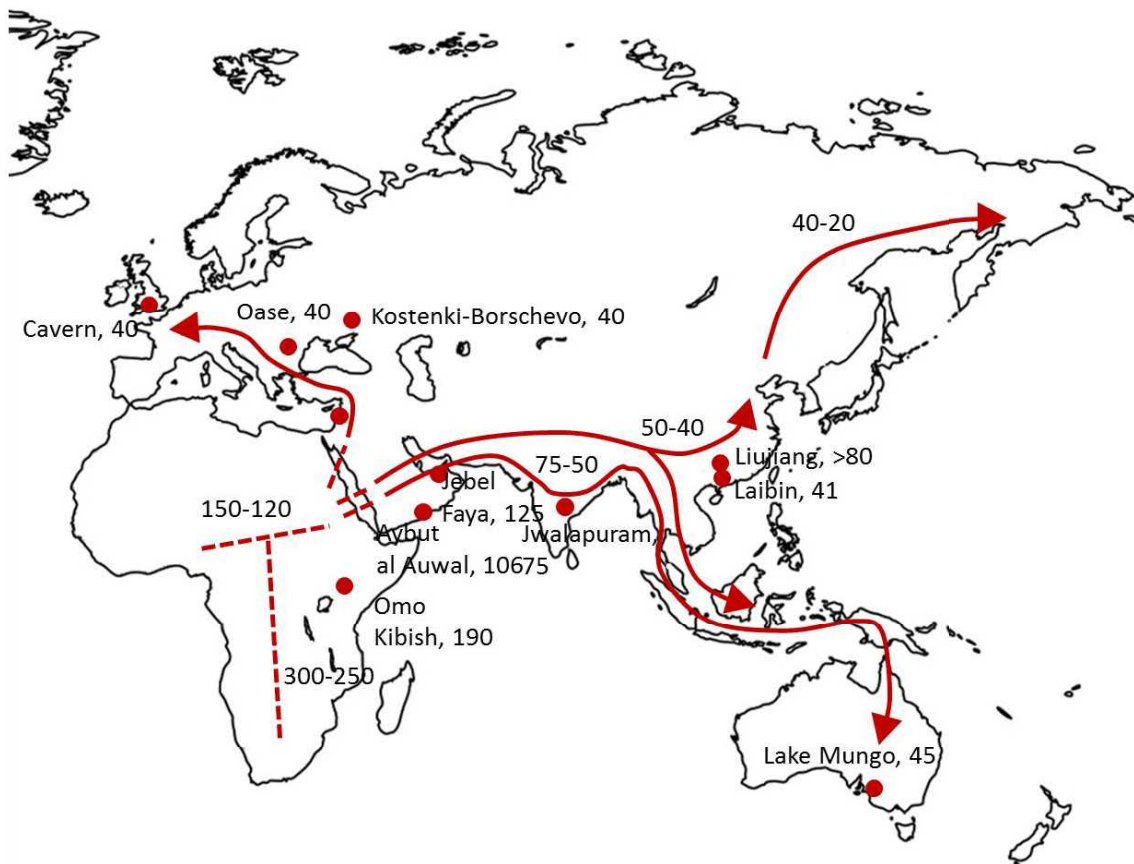 40-20
Oase, 40
Kostenki-Borschevo, 40
Cavern, 40
50-40
75-50
Liujiang, >80
Laibin, 41
Jebel
Faya, 125
Jwalapuram,
150-120
Aybut
al Auwal, 10675
Omo
Kibish, 190
300-250
Lake Mungo, 45